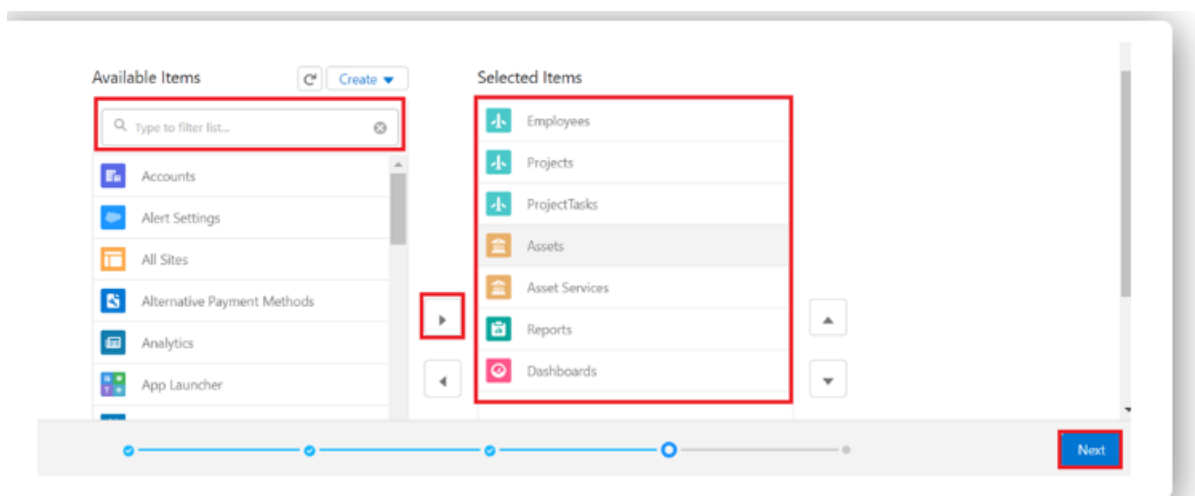 Available Items
Create
Selected Items
Type to filter list...
Accounts
Alert Settings
All Sites
Alternative Payment Methods
Analytics
App Launcher
Employees
Projects
ProjectTasks
Assets
Asset Services
Reports
Dashboards
Next